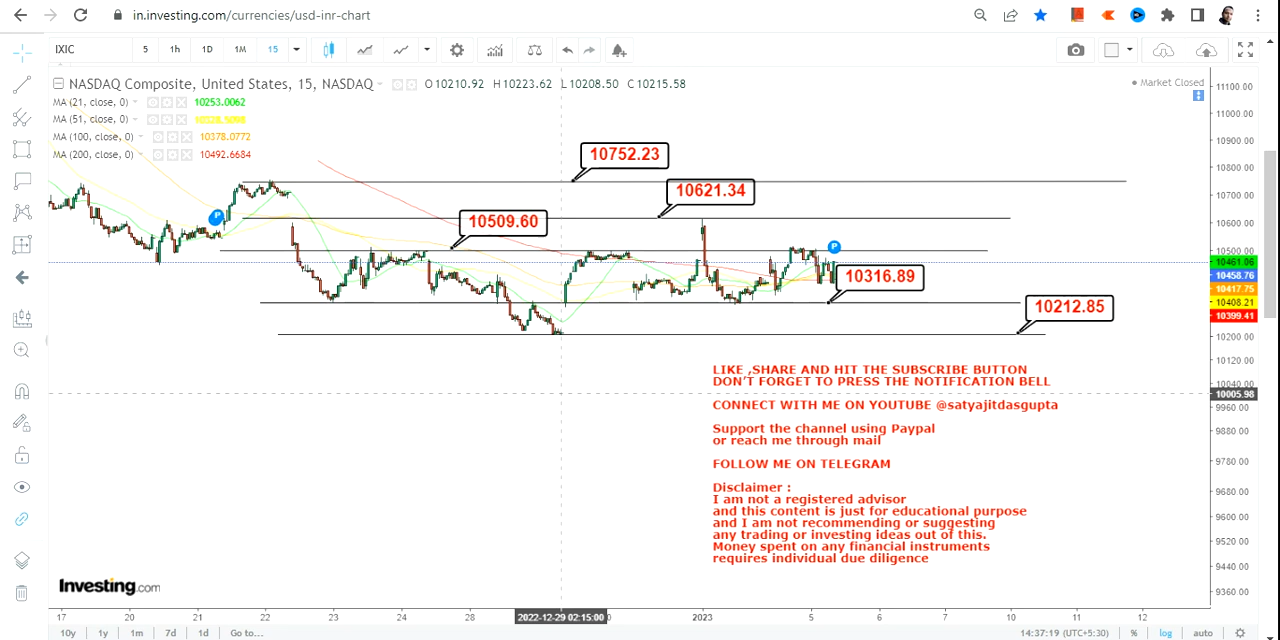 in.investing.com/currencies/usd-inr-chart
IXIC 5 1h 1D 1M 15
NASDAQ Composite, United States, 15, NASDAQ O10210.92 H10223.62 L10208.50 C10215.58
Market Closed
MA (21, close, 0) 10253.0062
MA (51, close, 0)
MA (100, close, 0) 10378.0772
MA (200, close, 0) 10492.6684
10752.23
10621.34
10509.60
10316.89
10212.85
P
P
11100.00
11000.00
10900.00
10800.00
10700.00
10600.00
10500.00
10461.06
10458.76
10417.75
10408.21
10399.41
10200.00
10120.00
10040.00
10005.98
9960.00
9880.00
9780.00
9680.00
9600.00
9520.00
9440.00
9360.00
LIKE ,SHARE AND HIT THE SUBSCRIBE BUTTON
DON'T FORGET TO PRESS THE NOTIFICATION BELL
CONNECT WITH ME ON YOUTUBE @satyajitdasgupta
Support the channel using Paypal
or reach me through mail
FOLLOW ME ON TELEGRAM
Disclaimer :
I am not a registered advisor
and this content is just for educational purpose
and I am not recommending or suggesting
any trading or investing ideas out of this.
Money spent on any financial instruments
requires individual due diligence
Investing.com
17 20 21 22 23 24 28 2022-12-29 02:15:00 2023 5 6 7 10 11 12
10y 1y 1m 7d 1d Go to... 14:37:19 (UTC+5:30) % log auto